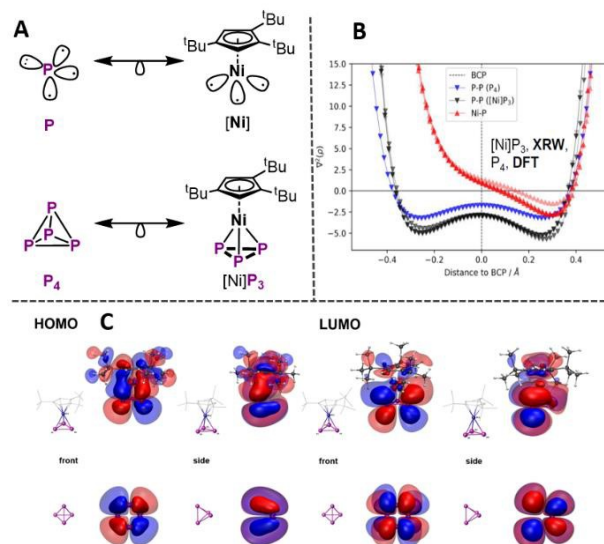 A
tBu
tBu
tBu
P
Ni
P
[Ni]
tBu
tBu
tBu
Ni
P
P
P
P
P
P
P
P4
[Ni]P3
B
15.0
12.5
10.0
7.5
5.0
2.5
0.0
−2.5
−5.0
∇²(ρ)
BCP
P-P (P4)
P-P ([Ni]P3)
Ni-P
[Ni]P3, XRW,
P4, DFT
−0.4 −0.2 0.0 0.2 0.4
Distance to BCP / Å
HOMO C LUMO
front side front side